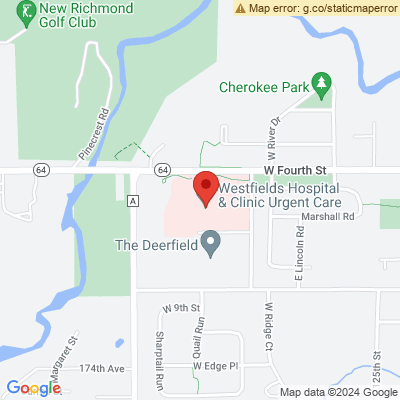 New Richmond
Golf Club
Map error: g.co/staticmaperror
Cherokee Park
Pinecrest Rd
W River Dr
64
64
W Fourth St
A
Westfields Hospital
& Clinic Urgent Care
Marshall Rd
The Deerfield
E Lincoln Rd
W 9th St
Margaret St
Sharptail Run
Quail Run
W Ridge Ct
174th Ave
W Edge Pl
125th St
Google
Map data ©2024 Google